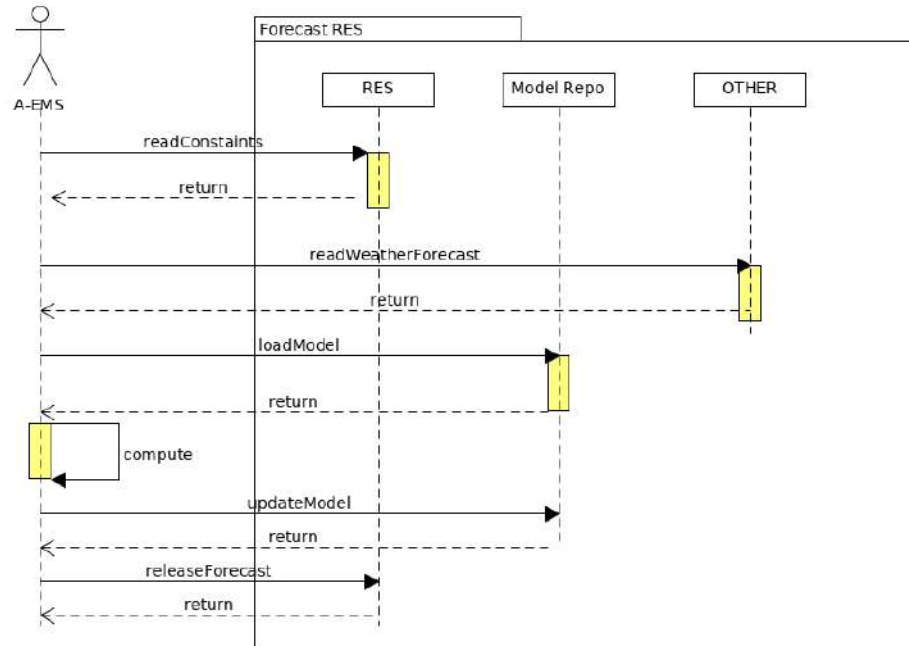 Forecast RES
RES
Model Repo
OTHER
A-EMS
readConstaints
return
readWeatherForecast
return
loadModel
return
compute
updateModel
return
releaseForecast
return